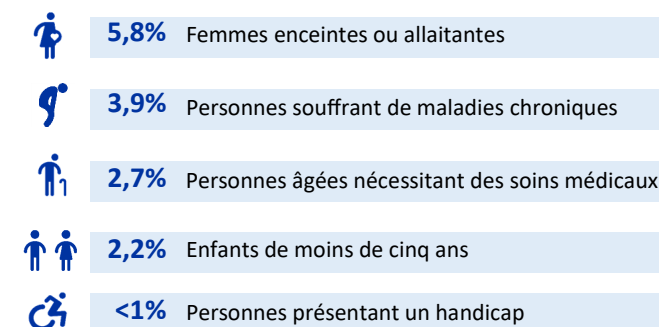 5,8% Femmes enceintes ou allaitantes
3,9% Personnes souffrant de maladies chroniques
2,7% Personnes âgées nécessitant des soins médicaux
2,2% Enfants de moins de cinq ans
<1% Personnes présentant un handicap